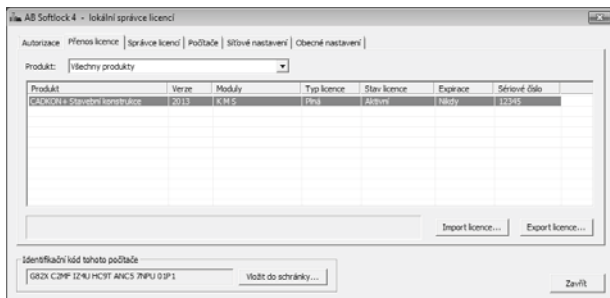 AB Softlock 4 - lokální správce licencí
Autorizace Přenos licence Správce licencí Počítače Síťové nastavení Obecné nastavení
Produkt: Všechny produkty
Produkt Verze Moduly Typ licence Stav licence Expirace Sériové číslo
CADKON+ Stavební konstrukce 2013 K M S Plná Aktivní Nikdy 12345
Import licence... Export licence...
Identifikační kód tohoto počítače
G82X C2MF IZ4U HC9T ANC5 7NPU 01P1 Vložit do schránky...
Zavřít